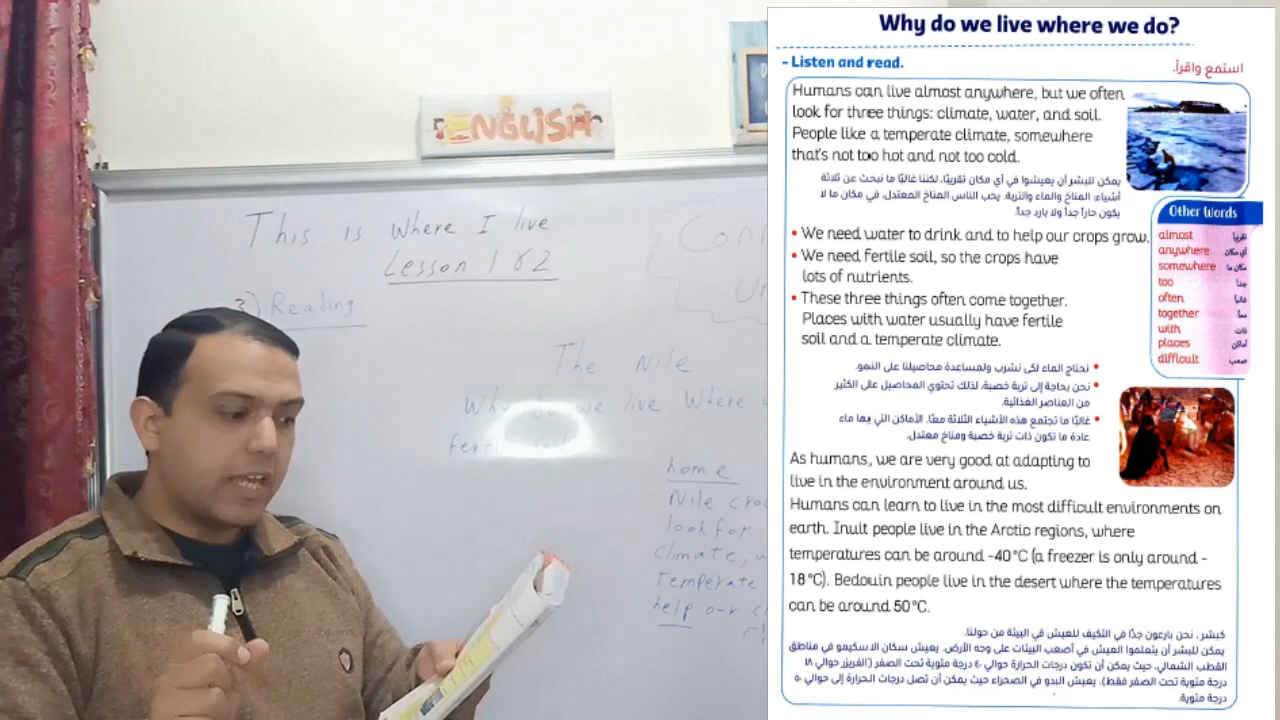 ENGLISH
This is where I live
Lesson 1&2
3) Reading
The Nile
Why do we live Where
home
Nile
look for
climate,
temperate
help our
Why do we live where we do?
- Listen and read.
استمع واقرأ.
Humans can live almost anywhere, but we often
look for three things: climate, water, and soil.
People like a temperate climate, somewhere
that's not too hot and not too cold.
يمكن للبشر أن يعيشوا في أي مكان تقريبًا، لكننا غالبًا ما نبحث عن ثلاثة
أشياء: المناخ والماء والتربة. يحب الناس المناخ المعتدل، في مكان ما لا
يكون حارًا جدًا ولا بارد جدًا.
• We need water to drink and to help our crops grow.
• We need fertile soil, so the crops have
lots of nutrients.
• These three things often come together.
Places with water usually have fertile
soil and a temperate climate.
Other Words
almost تقريبًا
anywhere أي مكان
somewhere مكان ما
too جدًا
often غالبًا
together معاً
with ذات
places أماكن
difficult صعب
• نحتاج الماء لكى نشرب ولمساعدة محاصيلنا على النمو.
• نحن بحاجة إلى تربة خصبة، لذلك تحتوي المحاصيل على الكثير
من العناصر الغذائية.
• غالبًا ما تجتمع هذه الأشياء الثلاثة معًا. الأماكن التي بها ماء
عادة ما تكون ذات تربة خصبة ومناخ معتدل.
As humans, we are very good at adapting to
live in the environment around us.
Humans can learn to live in the most difficult environments on
earth. Inuit people live in the Arctic regions, where
temperatures can be around -40°C (a freezer is only around -
18°C). Bedouin people live in the desert where the temperatures
can be around 50°C.
كبشر ، نحن بارعون جدًا في التكيف للعيش في البيئة من حولنا.
يمكن للبشر أن يتعلموا العيش في أصعب البيئات على وجه الأرض. يعيش سكان الاسكيمو في مناطق
القطب الشمالي، حيث يمكن أن تكون درجات الحرارة حوالي ٤٠ درجة مئوية تحت الصفر (الفريزر حوالي ١٨
درجة مئوية تحت الصفر فقط). يعيش البدو في الصحراء حيث يمكن أن تصل درجات الحرارة إلى حوالي ٥٠
درجة مئوية.